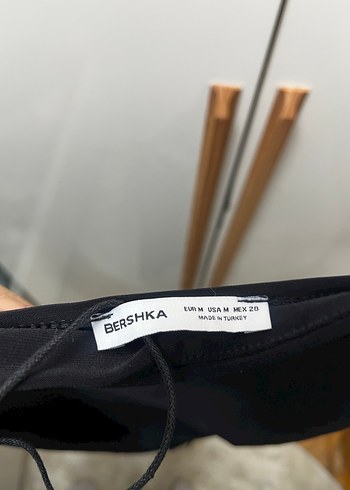 BERSHKA
EUR M USA M MEX 28
MADE IN TURKEY